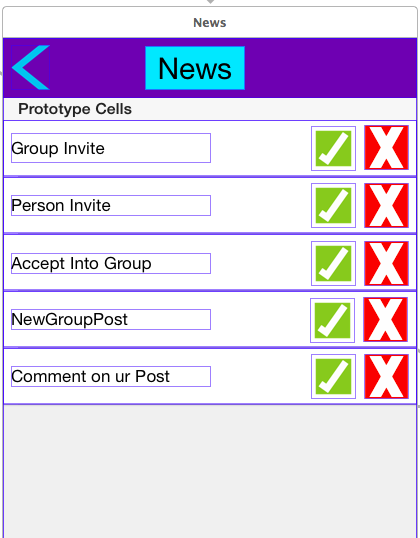 News
News
Prototype Cells
Group Invite
Person Invite
Accept Into Group
NewGroupPost
Comment on ur Post